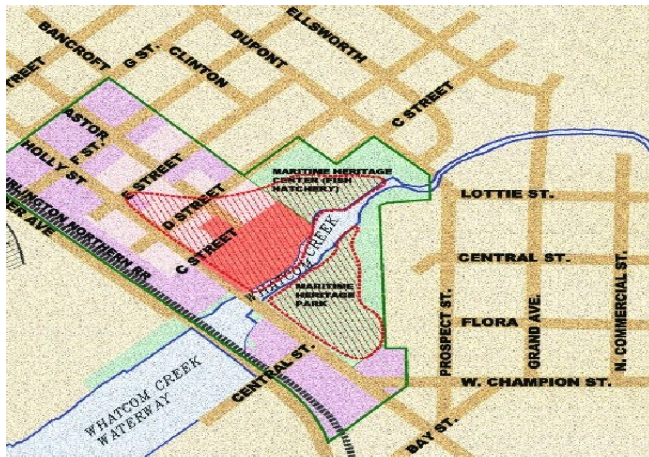 ELLSWORTH
BANCROFT
G ST.
DUPONT
CLINTON
STREET
C STREET
ASTOR
F ST.
HOLLY ST
E STREET
MARITIME HERITAGE
CENTER (FISH
HATCHERY)
D STREET
LOTTIE ST.
C STREET
WHATCOM CREEK
BURLINGTON NORTHERN RR
CENTRAL ST.
MARITIME
HERITAGE
PARK
PROSPECT ST.
GRAND AVE.
N. COMMERCIAL ST.
FLORA
CENTRAL ST.
W. CHAMPION ST.
WHATCOM CREEK
WATERWAY
BAY ST.